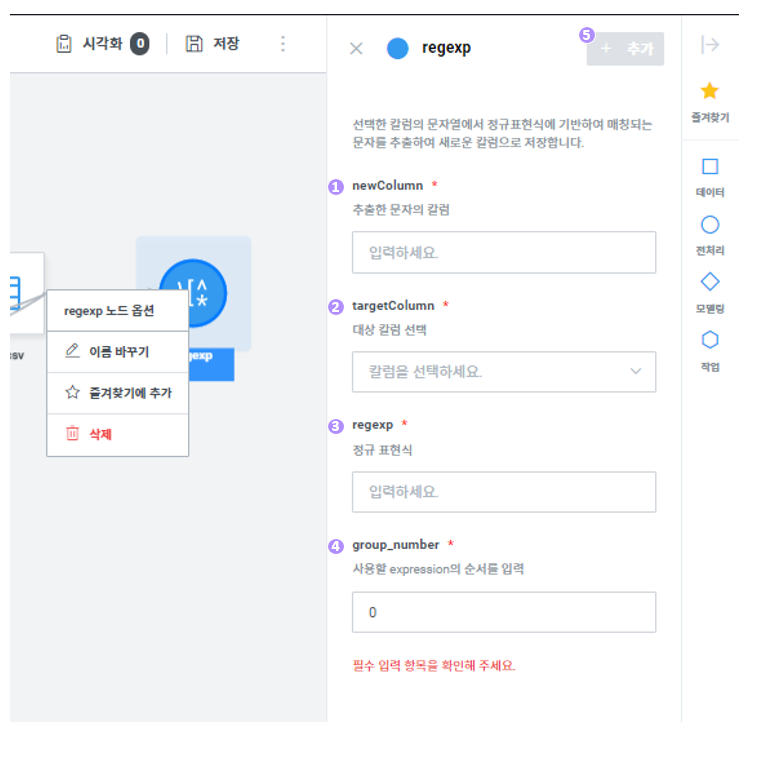 시각화 0
저장
regexp
5
+ 추가
즐겨찾기
데이터
전처리
모델링
작업
선택한 칼럼의 문자열에서 정규표현식에 기반하여 매칭되는
문자를 추출하여 새로운 칼럼으로 저장합니다.
1 newColumn *
추출한 문자의 칼럼
입력하세요.
2 targetColumn *
대상 칼럼 선택
칼럼을 선택하세요.
3 regexp *
정규 표현식
입력하세요.
4 group_number *
사용할 expression의 순서를 입력
0
필수 입력 항목을 확인해 주세요.
\[^
*
sv
exp
regexp 노드 옵션
이름 바꾸기
즐겨찾기에 추가
삭제